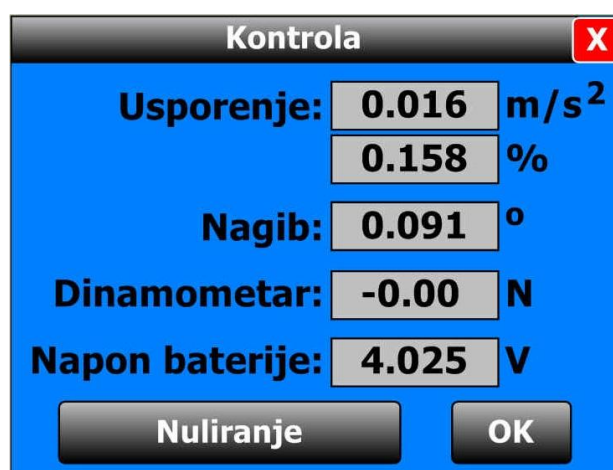 Kontrola X
Usporenje: 0.016 m/s²
0.158 %
Nagib: 0.091 º
Dinamometar: -0.00 N
Napon baterije: 4.025 V
Nuliranje OK